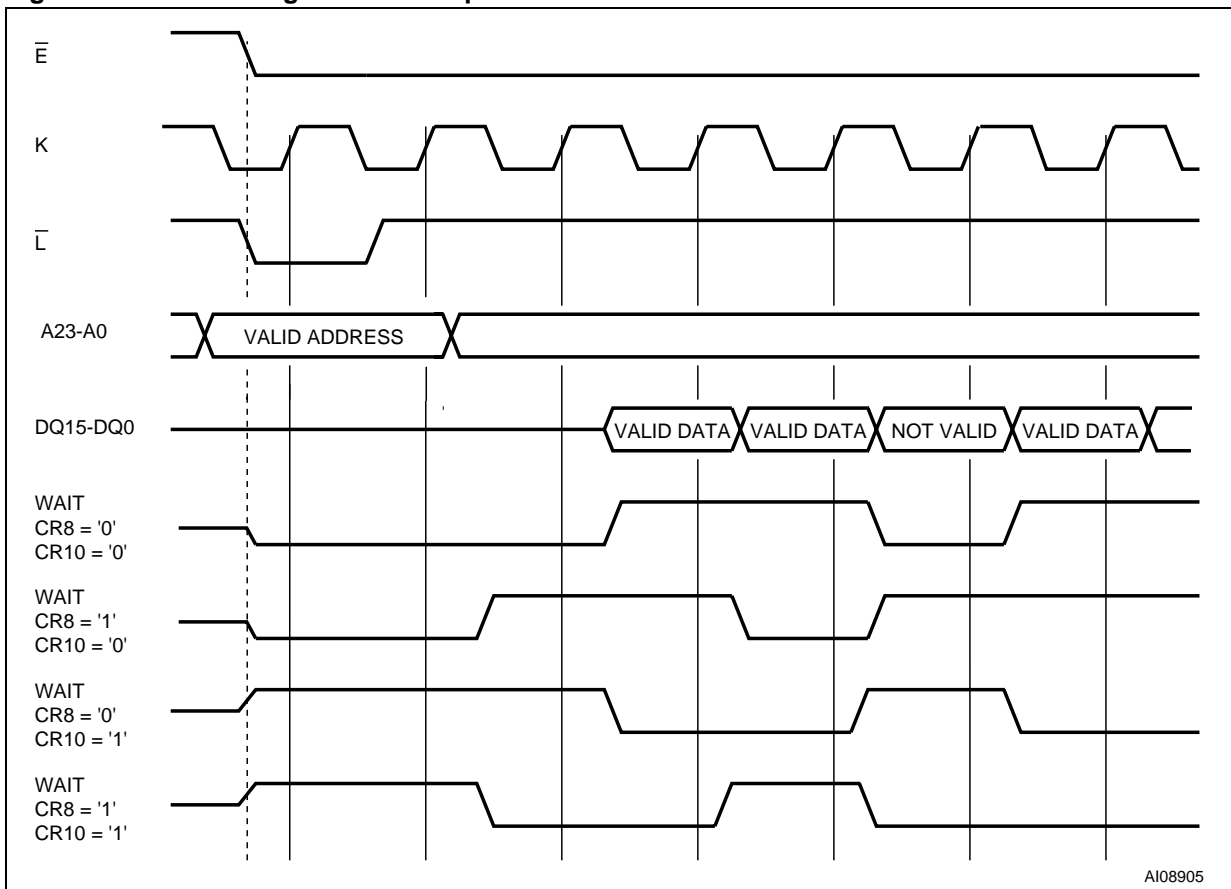 E
K
L
A23-A0
VALID ADDRESS
DQ15-DQ0
VALID DATA
VALID DATA
NOT VALID
VALID DATA
WAIT
CR8 = '0'
CR10 = '0'
WAIT
CR8 = '1'
CR10 = '0'
WAIT
CR8 = '0'
CR10 = '1'
WAIT
CR8 = '1'
CR10 = '1'
AI08905